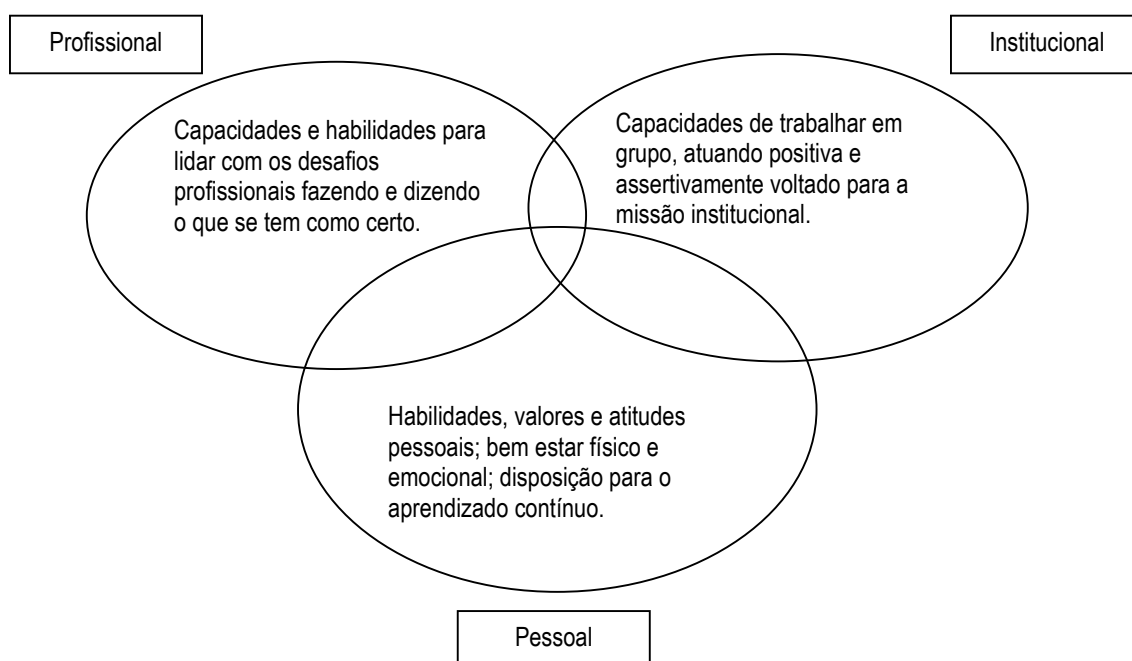 Profissional
Institucional
Capacidades e habilidades para
lidar com os desafios
profissionais fazendo e dizendo
o que se tem como certo.
Capacidades de trabalhar em
grupo, atuando positiva e
assertivamente voltado para a
missão institucional.
Habilidades, valores e atitudes
pessoais; bem estar físico e
emocional; disposição para o
aprendizado contínuo.
Pessoal